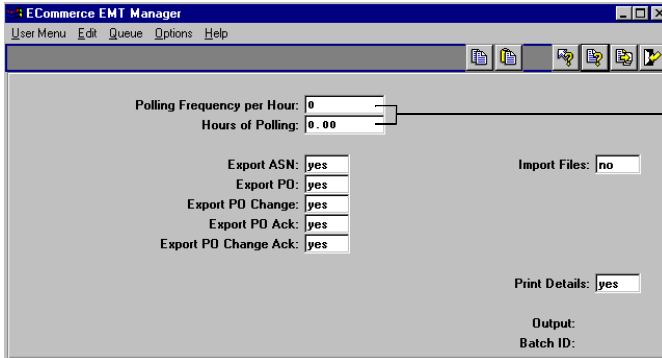 ECommerce EMT Manager
User Menu Edit Queue Options Help
Polling Frequency per Hour: 0
Hours of Polling: 0.00
Export ASN: yes Import Files: no
Export PO: yes
Export PO Change: yes
Export PO Ack: yes
Export PO Change Ack: yes
Print Details: yes
Output:
Batch ID: